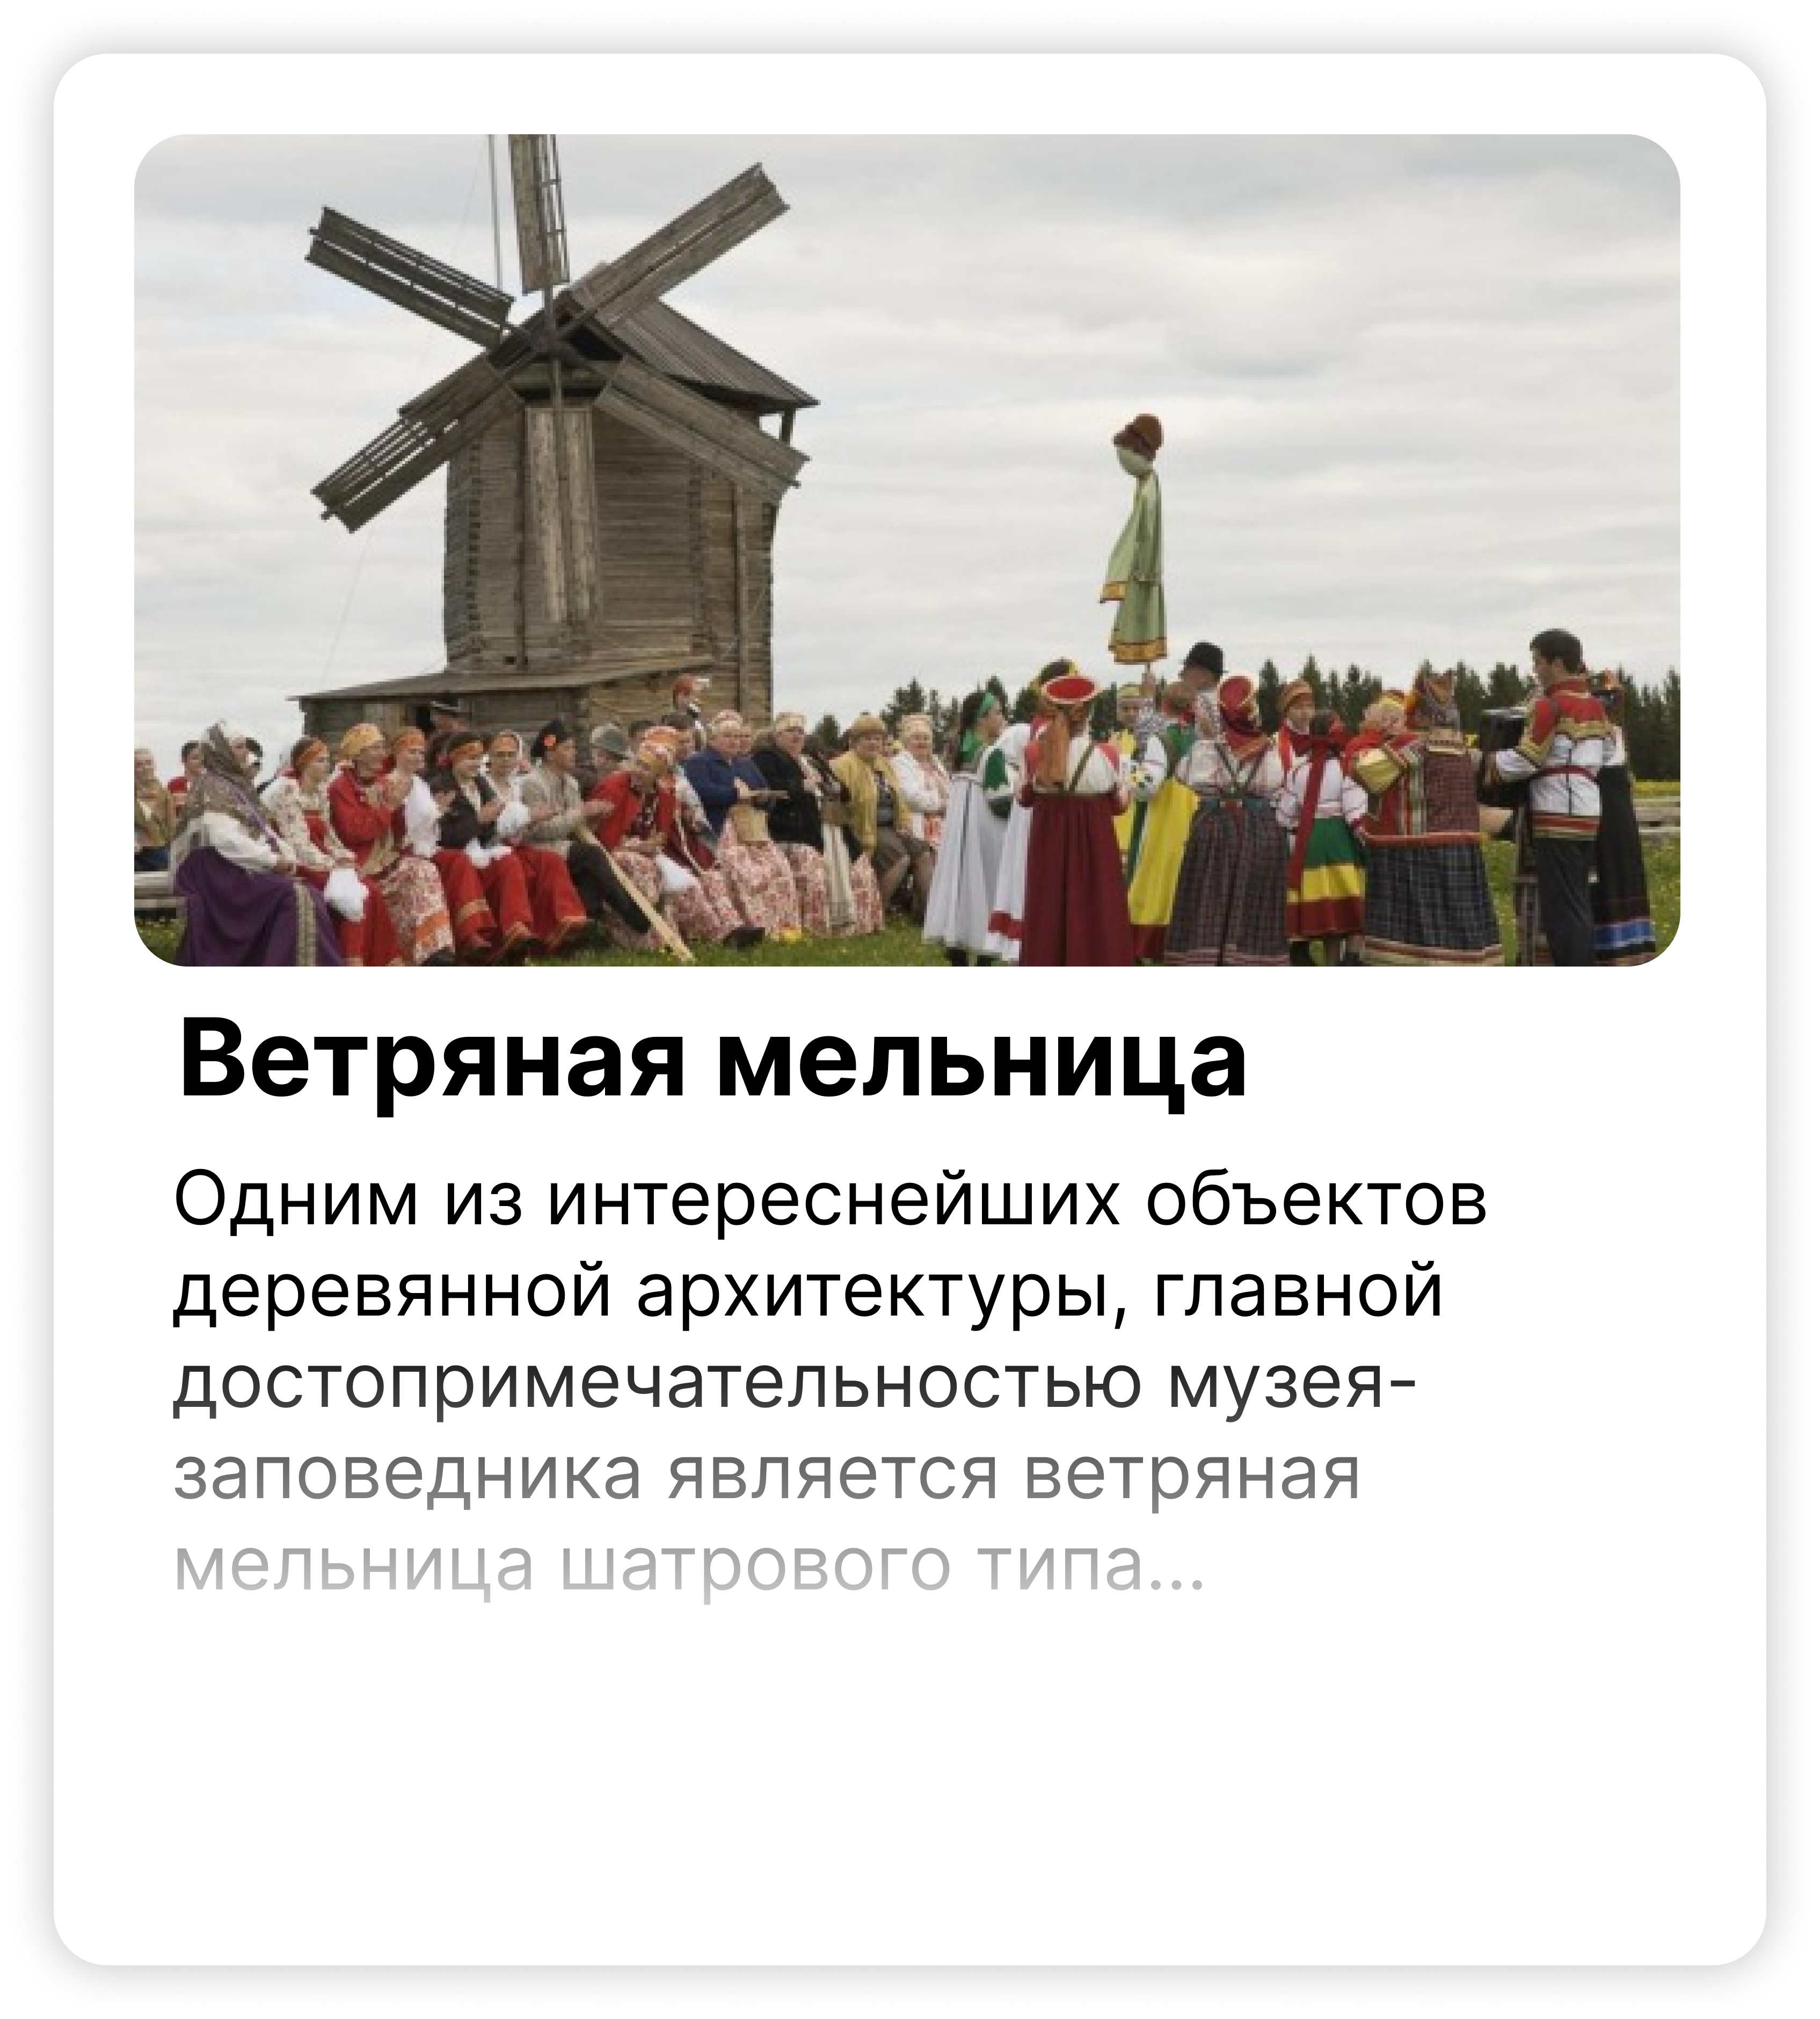 Ветряная мельница
Одним из интереснейших объектов
деревянной архитектуры, главной
достопримечательностью музея-
заповедника является ветряная
мельница шатрового типа...